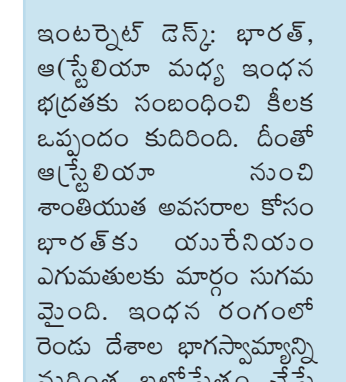 ఇంటర్నెట్ డెస్క్: భారత్,
ఆస్ట్రేలియా మధ్య ఇంధన
భద్రతకు సంబంధించి కీలక
ఒప్పందం కుదిరింది. దీంతో
ఆస్ట్రేలియా నుంచి
శాంతియుత అవసరాల కోసం
భారత్‌కు యురేనియం
ఎగుమతులకు మార్గం సుగమ
మైంది. ఇంధన రంగంలో
రెండు దేశాల భాగస్వామ్యాన్ని